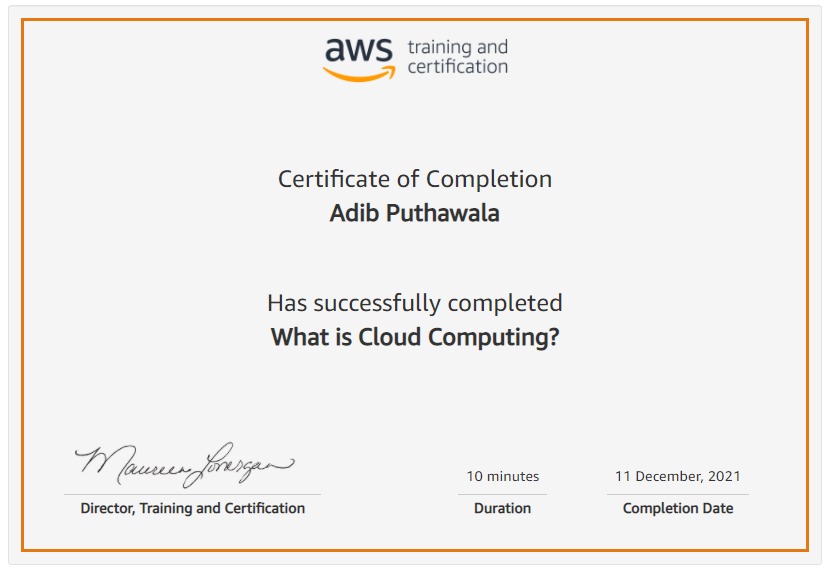 aws training and
certification
Certificate of Completion
Adib Puthawala
Has successfully completed
What is Cloud Computing?
Maureen Lonergan
Director, Training and Certification
10 minutes
Duration
11 December, 2021
Completion Date